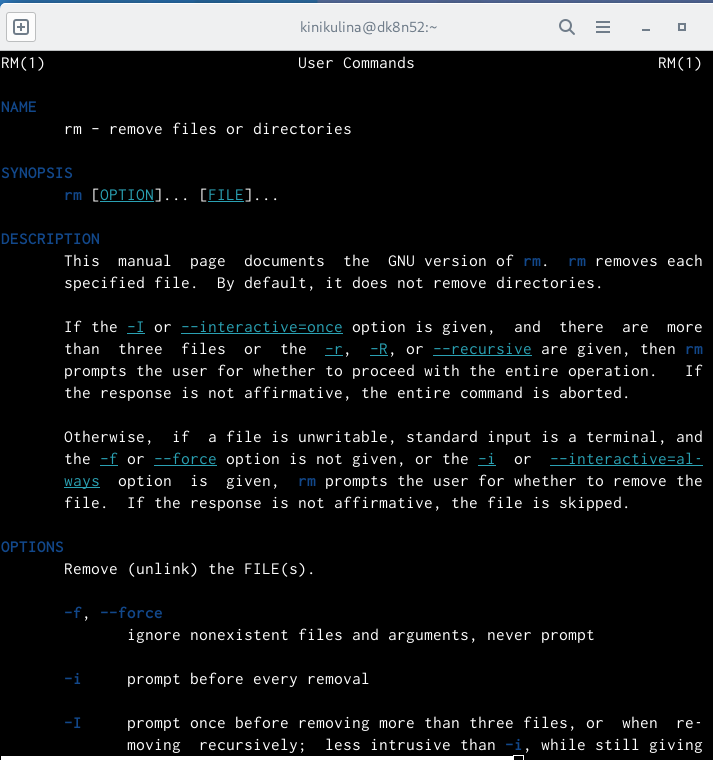 kinikulina@dk8n52:~
RM(1) User Commands RM(1)
NAME
rm - remove files or directories
SYNOPSIS
rm [OPTION]... [FILE]...
DESCRIPTION
This manual page documents the GNU version of rm. rm removes each
specified file. By default, it does not remove directories.
If the -I or --interactive=once option is given, and there are more
than three files or the -r, -R, or --recursive are given, then rm
prompts the user for whether to proceed with the entire operation. If
the response is not affirmative, the entire command is aborted.
Otherwise, if a file is unwritable, standard input is a terminal, and
the -f or --force option is not given, or the -i or --interactive=al-
ways option is given, rm prompts the user for whether to remove the
file. If the response is not affirmative, the file is skipped.
OPTIONS
Remove (unlink) the FILE(s).
-f, --force
ignore nonexistent files and arguments, never prompt
-i prompt before every removal
-I prompt once before removing more than three files, or when re-
moving recursively; less intrusive than -i, while still giving